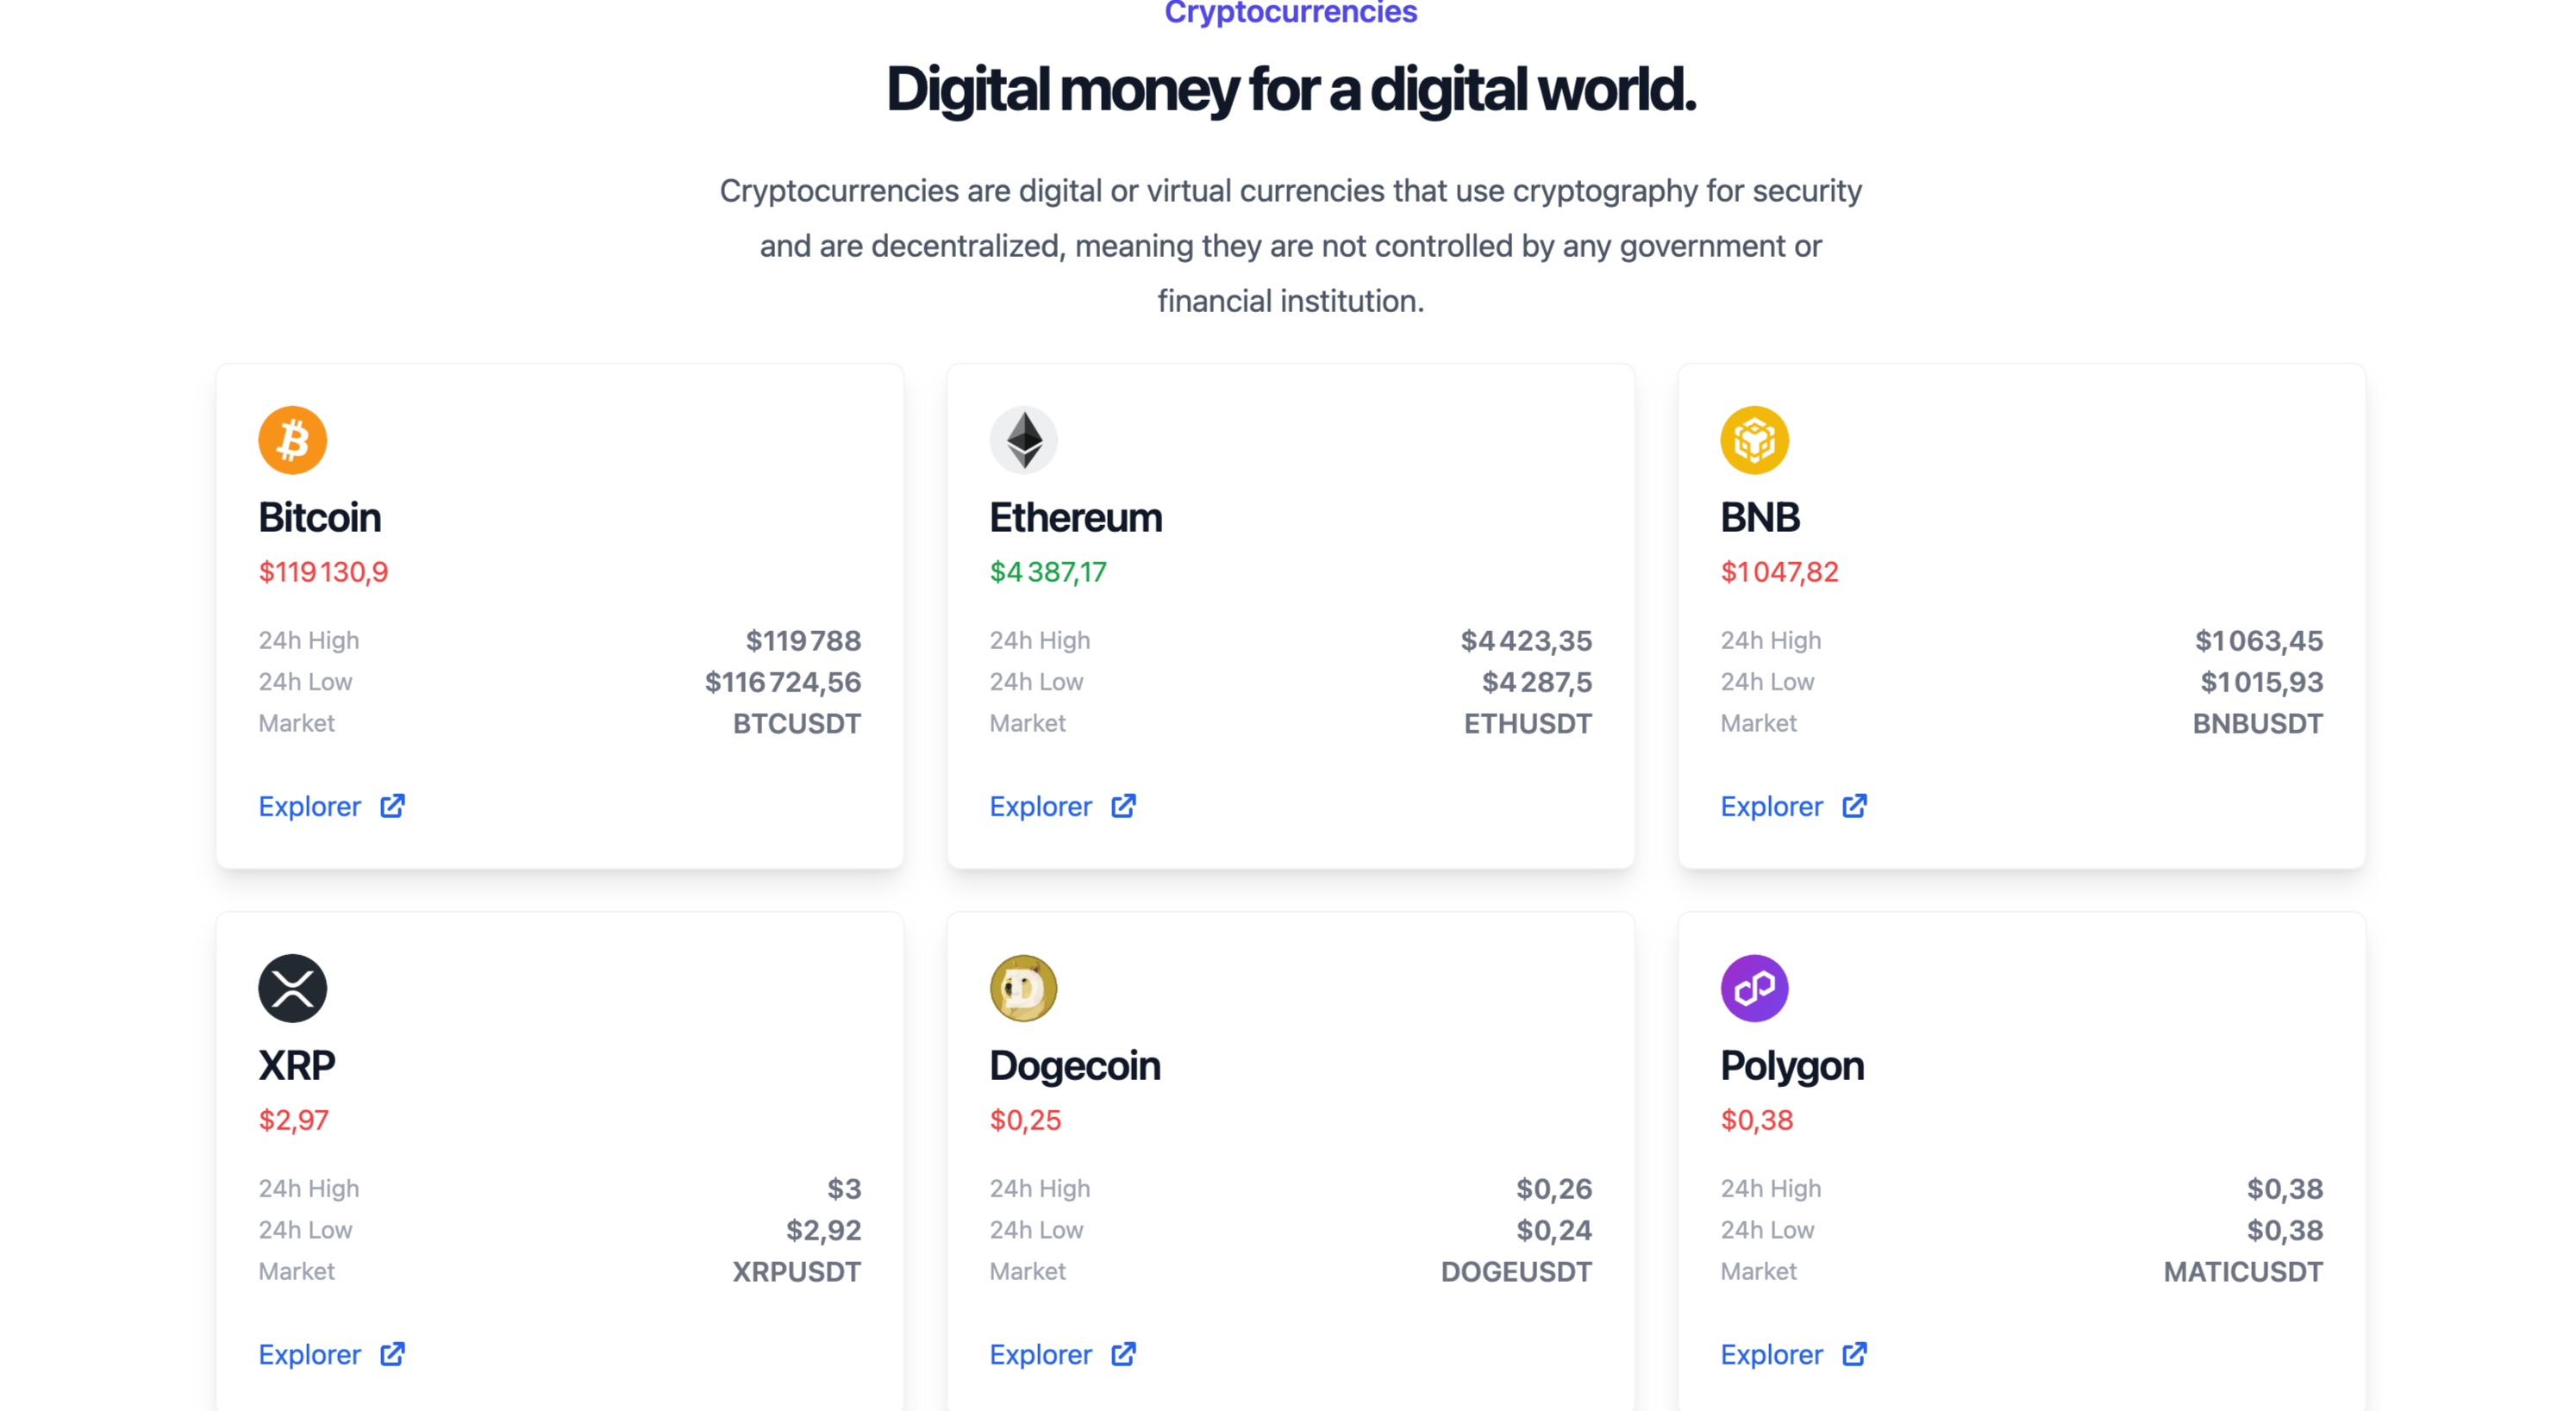 Cryptocurrencies
Digital money for a digital world.
Cryptocurrencies are digital or virtual currencies that use cryptography for security
and are decentralized, meaning they are not controlled by any government or
financial institution.
Bitcoin
$119 130,9
24h High $119 788
24h Low $116 724,56
Market BTCUSDT
Explorer
Ethereum
$4 387,17
24h High $4 423,35
24h Low $4 287,5
Market ETHUSDT
Explorer
BNB
$1 047,82
24h High $1 063,45
24h Low $1 015,93
Market BNBUSDT
Explorer
XRP
$2,97
24h High $3
24h Low $2,92
Market XRPUSDT
Explorer
Dogecoin
$0,25
24h High $0,26
24h Low $0,24
Market DOGEUSDT
Explorer
Polygon
$0,38
24h High $0,38
24h Low $0,38
Market MATICUSDT
Explorer